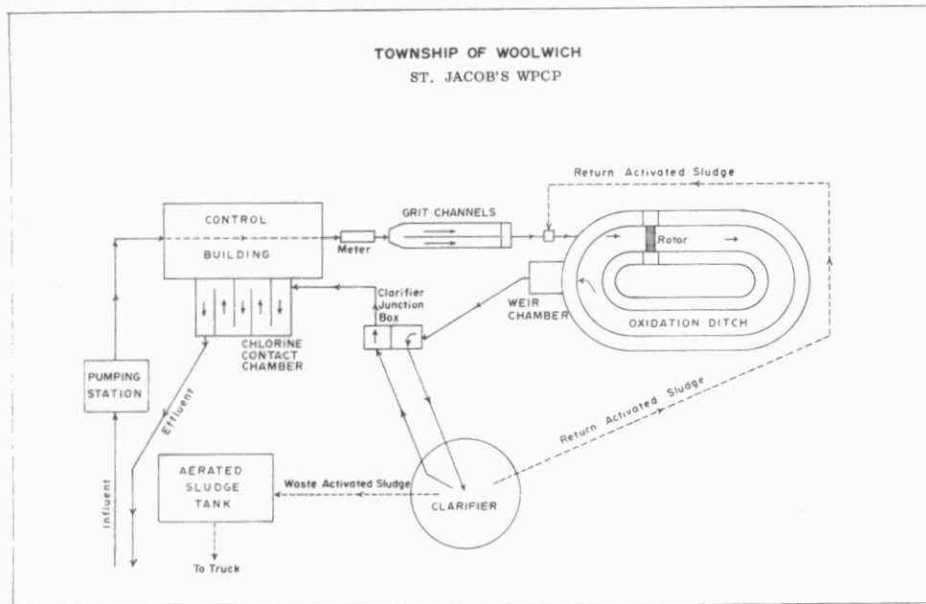 TOWNSHIP OF WOOLWICH
ST. JACOB'S WPCP
Return Activated Sludge
GRIT CHANNELS
CONTROL
BUILDING
Meter
Rotor
Clarifier
Junction
Box
WEIR
CHAMBER
OXIDATION DITCH
CHLORINE
CONTACT
CHAMBER
PUMPING
STATION
Effluent
Return Activated Sludge
AERATED
SLUDGE
TANK
Waste Activated Sludge
CLARIFIER
Influent
To Truck